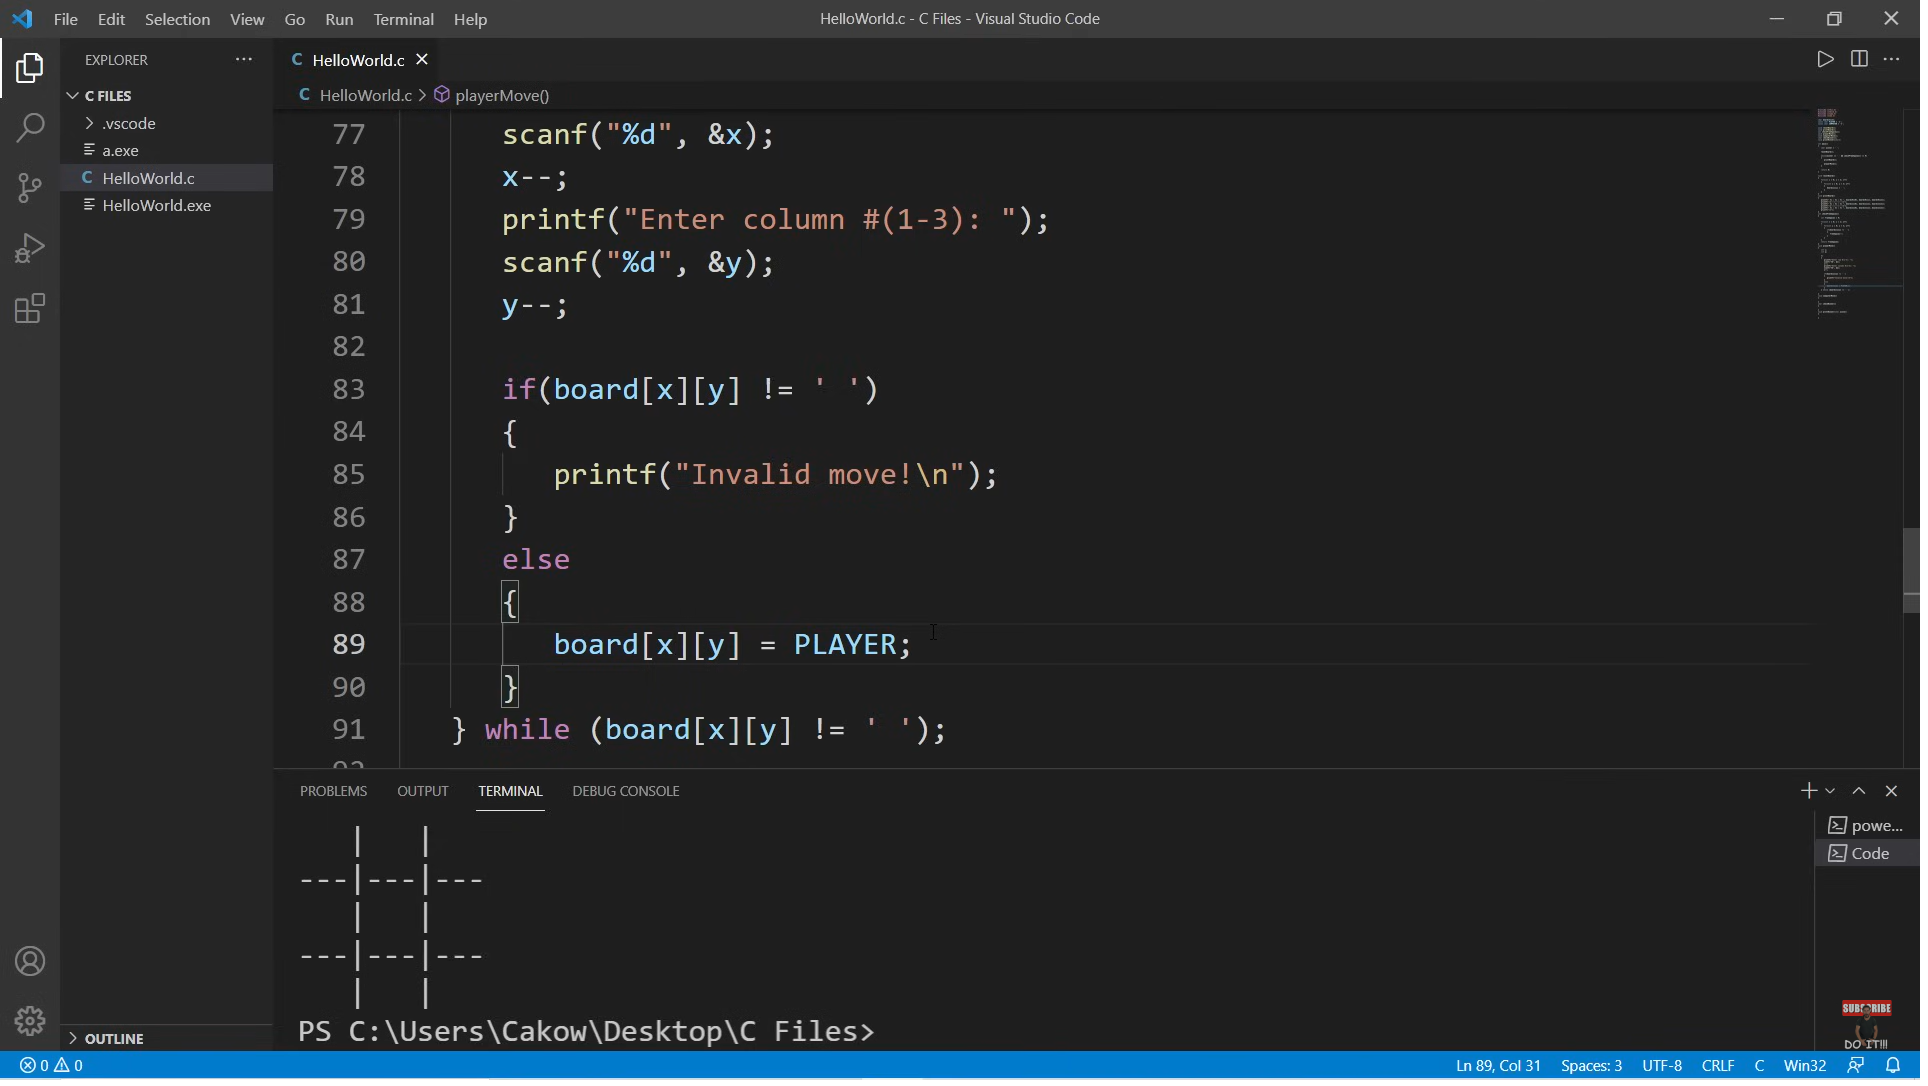 File Edit Selection View Go Run Terminal Help
HelloWorld.c - C Files - Visual Studio Code
EXPLORER
C FILES
.vscode
a.exe
C HelloWorld.c
HelloWorld.exe
OUTLINE
C HelloWorld.c
C HelloWorld.c > playerMove()
77 scanf("%d", &x);
78 x--;
79 printf("Enter column #(1-3): ");
80 scanf("%d", &y);
81 y--;
82
83 if(board[x][y] != ' ')
84 {
85 printf("Invalid move!\n");
86 }
87 else
88 {
89 board[x][y] = PLAYER;
90 }
91 } while (board[x][y] != ' ');
92
PROBLEMS OUTPUT TERMINAL DEBUG CONSOLE
| |
---|---|---
| |
---|---|---
| |
PS C:\Users\Cakow\Desktop\C Files>
powe...
Code
SUBSCRIBE
DO IT!!!
0 0
Ln 89, Col 31 Spaces: 3 UTF-8 CRLF C Win32